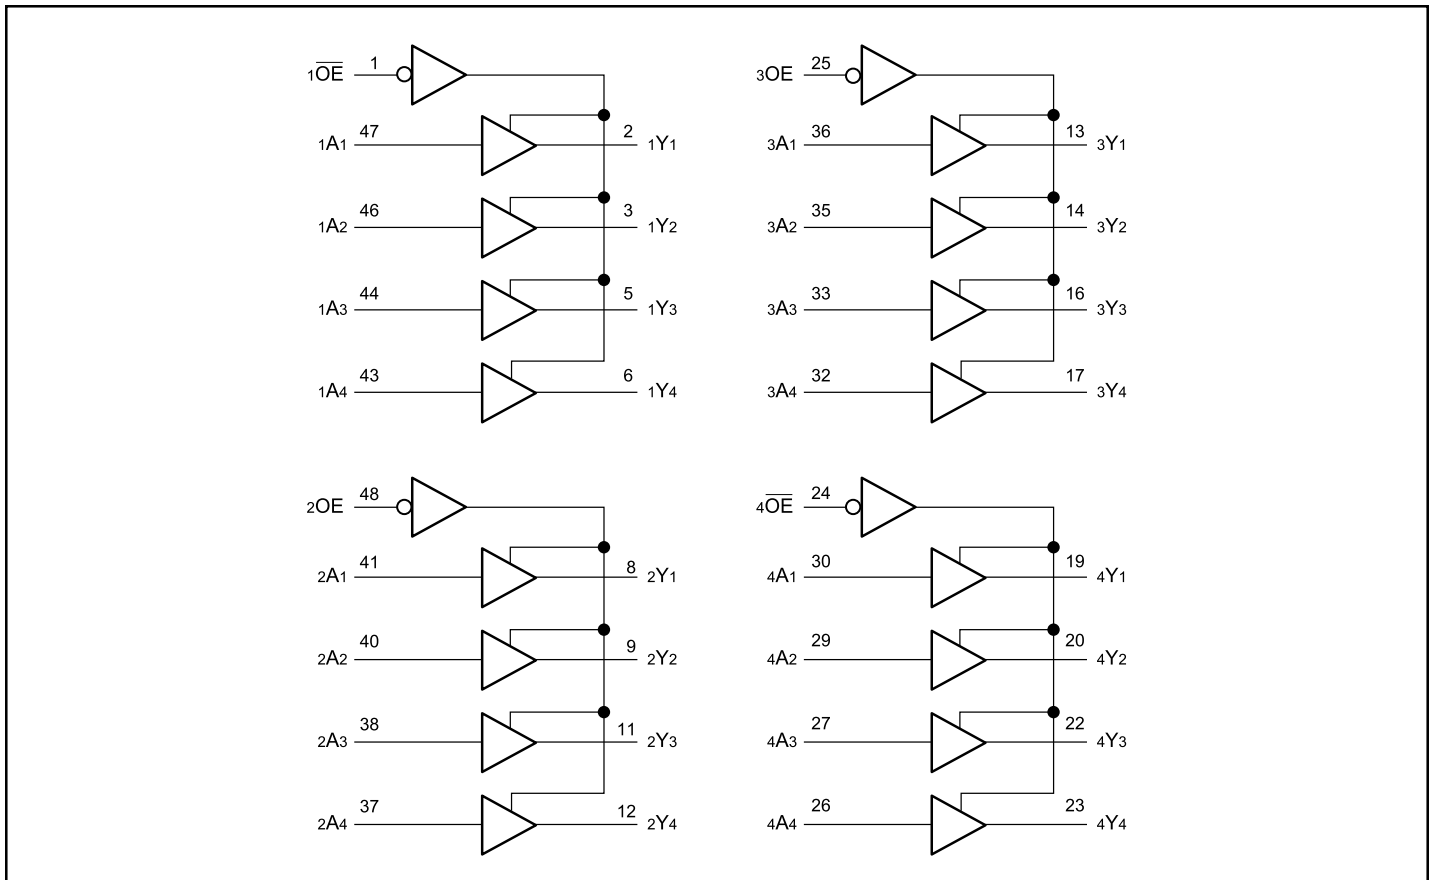 1O̅E̅ 1
1A1 47 2 1Y1
1A2 46 3 1Y2
1A3 44 5 1Y3
1A4 43 6 1Y4
3OE 25
3A1 36 13 3Y1
3A2 35 14 3Y2
3A3 33 16 3Y3
3A4 32 17 3Y4
2OE 48
2A1 41 8 2Y1
2A2 40 9 2Y2
2A3 38 11 2Y3
2A4 37 12 2Y4
4O̅E̅ 24
4A1 30 19 4Y1
4A2 29 20 4Y2
4A3 27 22 4Y3
4A4 26 23 4Y4